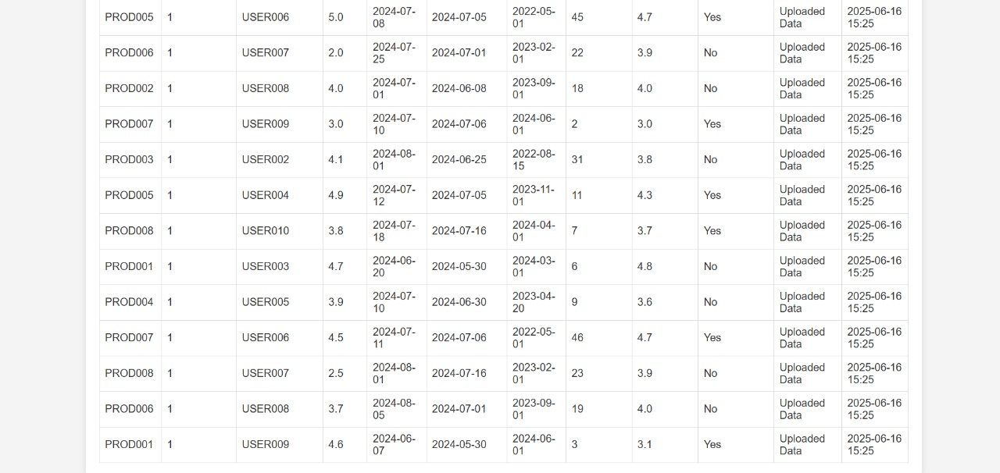 PROD005 1 USER006 5.0 2024-07-08 2024-07-05 2022-05-01 45 4.7 Yes Uploaded Data 2025-06-16 15:25
PROD006 1 USER007 2.0 2024-07-25 2024-07-01 2023-02-01 22 3.9 No Uploaded Data 2025-06-16 15:25
PROD002 1 USER008 4.0 2024-07-01 2024-06-08 2023-09-01 18 4.0 No Uploaded Data 2025-06-16 15:25
PROD007 1 USER009 3.0 2024-07-10 2024-07-06 2024-06-01 2 3.0 Yes Uploaded Data 2025-06-16 15:25
PROD003 1 USER002 4.1 2024-08-01 2024-06-25 2022-08-15 31 3.8 No Uploaded Data 2025-06-16 15:25
PROD005 1 USER004 4.9 2024-07-12 2024-07-05 2023-11-01 11 4.3 Yes Uploaded Data 2025-06-16 15:25
PROD008 1 USER010 3.8 2024-07-18 2024-07-16 2024-04-01 7 3.7 Yes Uploaded Data 2025-06-16 15:25
PROD001 1 USER003 4.7 2024-06-20 2024-05-30 2024-03-01 6 4.8 No Uploaded Data 2025-06-16 15:25
PROD004 1 USER005 3.9 2024-07-10 2024-06-30 2023-04-20 9 3.6 No Uploaded Data 2025-06-16 15:25
PROD007 1 USER006 4.5 2024-07-11 2024-07-06 2022-05-01 46 4.7 Yes Uploaded Data 2025-06-16 15:25
PROD008 1 USER007 2.5 2024-08-01 2024-07-16 2023-02-01 23 3.9 No Uploaded Data 2025-06-16 15:25
PROD006 1 USER008 3.7 2024-08-05 2024-07-01 2023-09-01 19 4.0 No Uploaded Data 2025-06-16 15:25
PROD001 1 USER009 4.6 2024-06-07 2024-05-30 2024-06-01 3 3.1 Yes Uploaded Data 2025-06-16 15:25